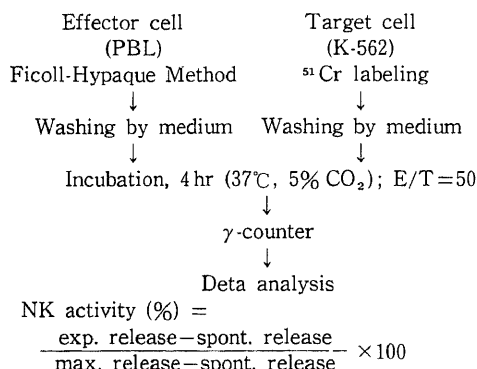 Effector cell Target cell
(PBL) (K-562)
Ficoll-Hypaque Method ⁵¹Cr labeling
↓ ↓
Washing by medium Washing by medium
↓ ↓
Incubation, 4 hr (37℃, 5% CO₂); E/T=50
↓
γ-counter
↓
Deta analysis
NK activity (%) =
exp. release−spont. release
max. release−spont. release ×100